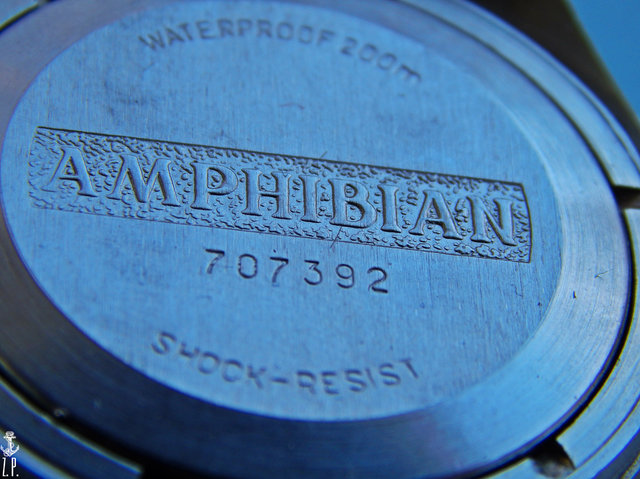 WATERPROOF 200m
AMPHIBIAN
707392
SHOCK-RESIST
Z.P.